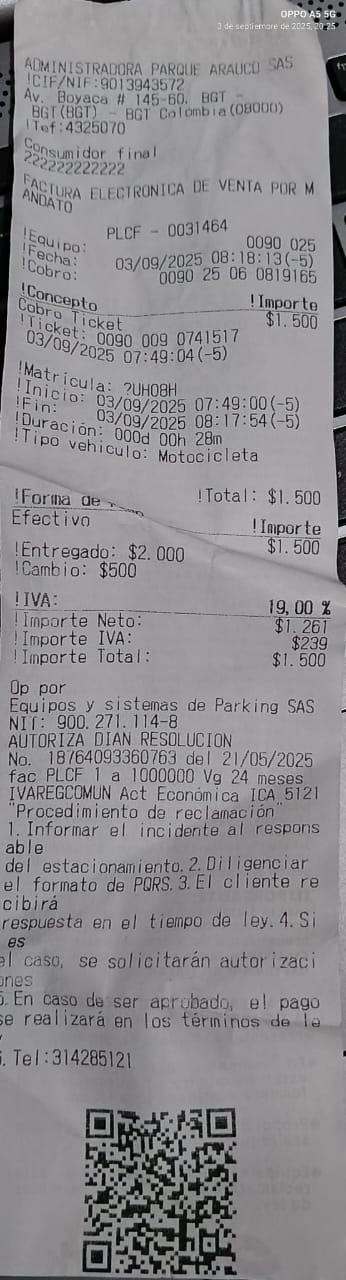 OPPO A5 5G
3 de septiembre de 2025, 20:25
ADMINISTRADORA PARQUE ARAUCO SAS
!CIF/NIF:9013943572
Av. Boyaca # 145-60. BGT -
BGT(BGT) - BGT Colombia(08000)
!Tef:4325070
Consumidor final
222222222222
FACTURA ELECTRONICA DE VENTA POR M
ANDATO
PLCF - 0031464
!Equipo: 0090 025
!Fecha: 03/09/2025 08:18:13(-5)
!Cobro: 0090 25 06 0819165
!Concepto !Importe
Cobro Ticket $1.500
!Ticket: 0090 009 0741517
03/09/2025 07:49:04(-5)
!Matrícula: ?UH08H
!Inicio: 03/09/2025 07:49:00(-5)
!Fin: 03/09/2025 08:17:54(-5)
!Duración: 000d 00h 28m
!Tipo vehículo: Motocicleta
!Total: $1.500
!Forma de
!Importe
Efectivo $1.500
!Entregado: $2.000
!Cambio: $500
!IVA: 19,00 %
!Importe Neto: $1.261
!Importe IVA: $239
!Importe Total: $1.500
Op por
Equipos y sistemas de Parking SAS
NIT: 900.271.114-8
AUTORIZA DIAN RESOLUCION
No. 18764093360763 del 21/05/2025
fac PLCF 1 a 1000000 Vg 24 meses
IVAREGCOMUN Act Económica ICA 5121
"Procedimiento de reclamación"
1. Informar el incidente al respons
able
del estacionamiento.2.Diligenciar
el formato de PQRS.3.El cliente re
cibirá
respuesta en el tiempo de ley.4.Si
es
el caso, se solicitarán autorizaci
ones
5.En caso de ser aprobado, el pago
se realizará en los términos de le
y
. Tel:314285121